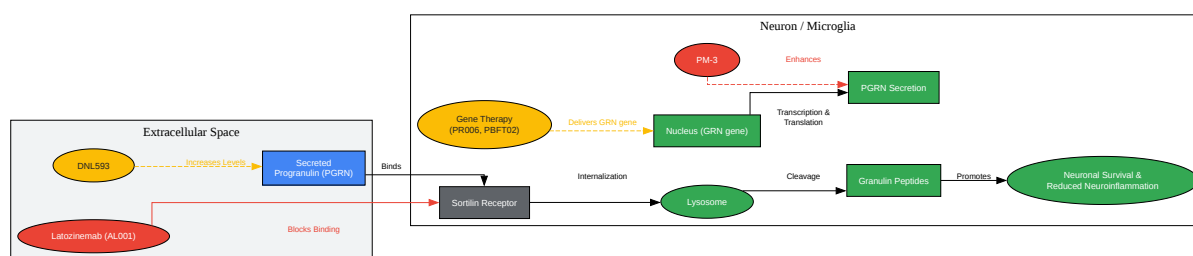 Neuron / Microglia
PM-3
Enhances
PGRN Secretion
Gene Therapy
(PR006, PBFT02)
Delivers GRN gene
Nucleus (GRN gene)
Transcription &
Translation
Extracellular Space
DNL593
Increases Levels
Secreted
Progranulin (PGRN)
Binds
Sortilin Receptor
Internalization
Lysosome
Cleavage
Granulin Peptides
Promotes
Neuronal Survival &
Reduced Neuroinflammation
Latozinemab (AL001)
Blocks Binding